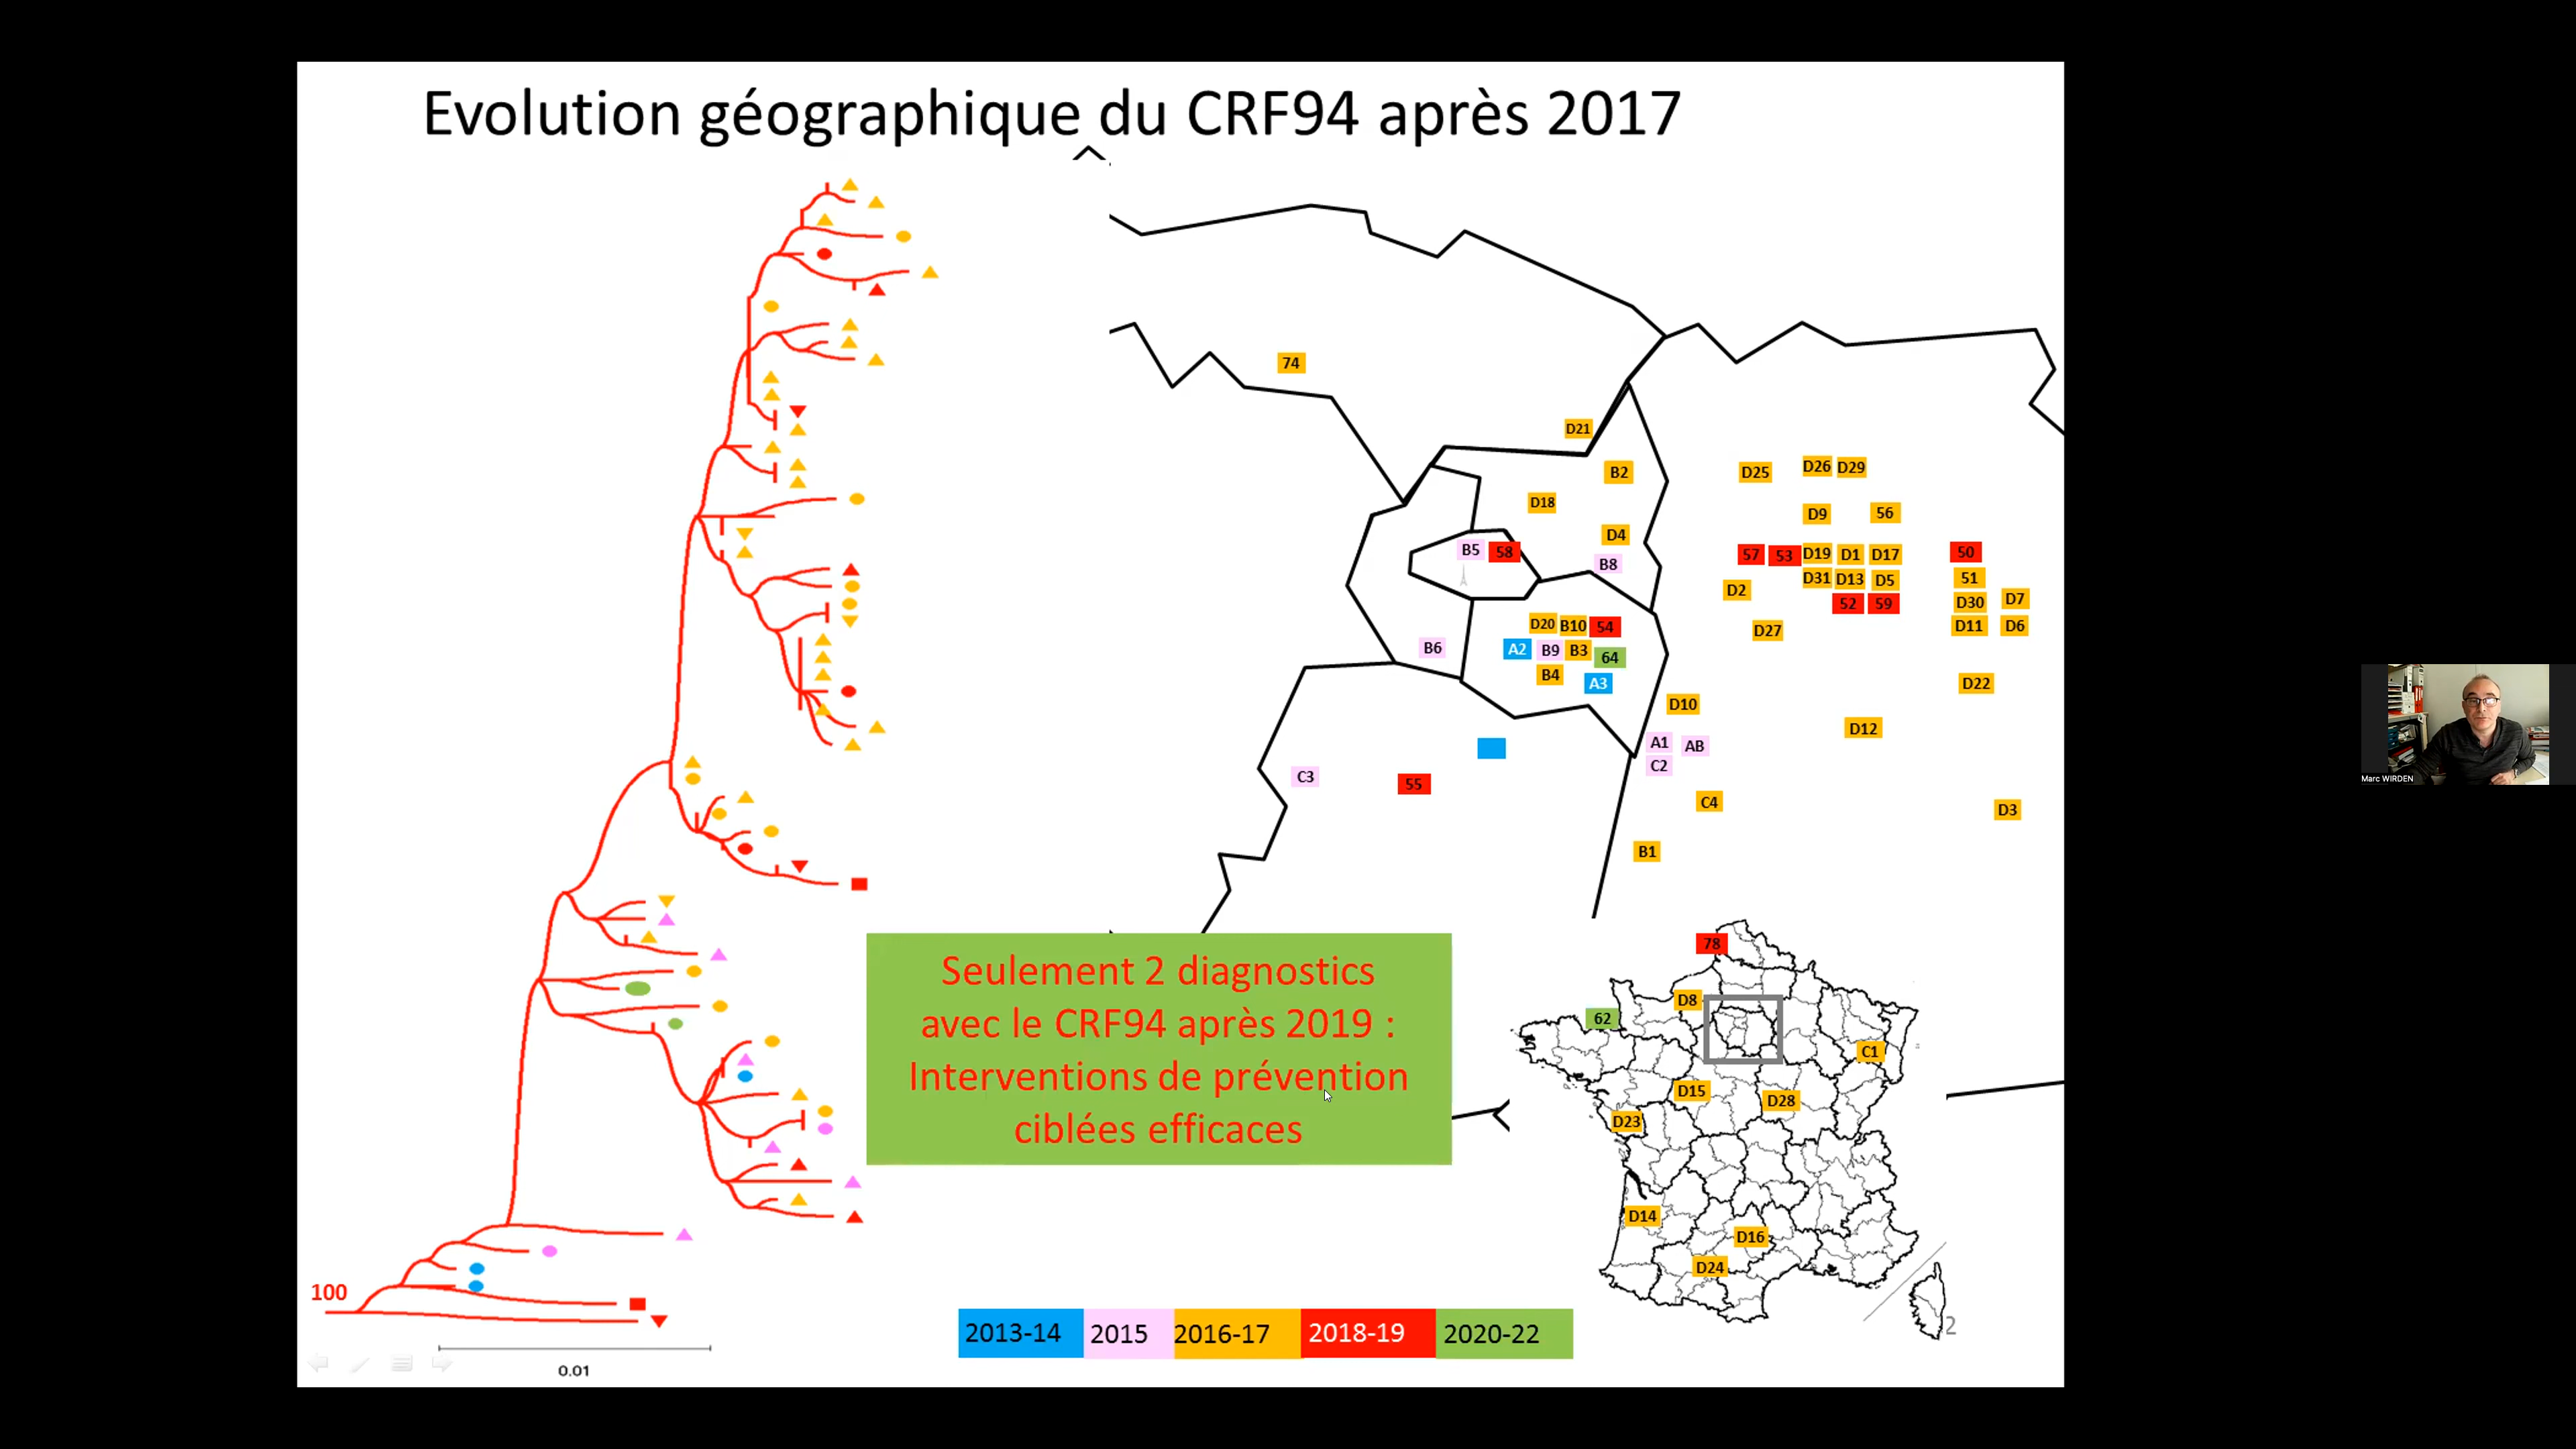 Evolution géographique du CRF94 après 2017
74
D21
B2
D25
D26 D29
D18
D9
56
D4
B5 58
B8
57 53 D19 D1 D17
50
D31 D13 D5
51
D2
52 59
D30
D7
D20 B10 54
D27
D11
D6
B6
A2 B9 B3 64
B4
A3
D22
D10
D12
A1 AB
C2
C3
55
C4
D3
B1
Seulement 2 diagnostics
avec le CRF94 après 2019 :
Interventions de prévention
ciblées efficaces
78
D8
62
C1
D15
D28
D23
D14
D16
D24
100
2013-14 2015 2016-17 2018-19 2020-22
2
0.01
Marc WIRDEN